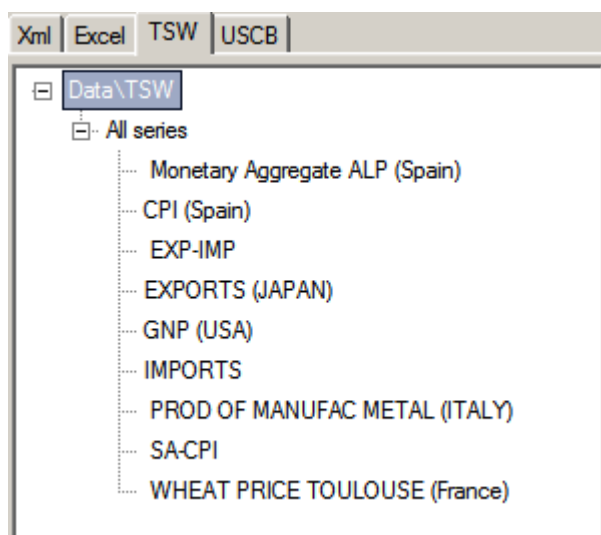 Xml Excel TSW USCB
Data\TSW
All series
Monetary Aggregate ALP (Spain)
CPI (Spain)
EXP-IMP
EXPORTS (JAPAN)
GNP (USA)
IMPORTS
PROD OF MANUFAC METAL (ITALY)
SA-CPI
WHEAT PRICE TOULOUSE (France)